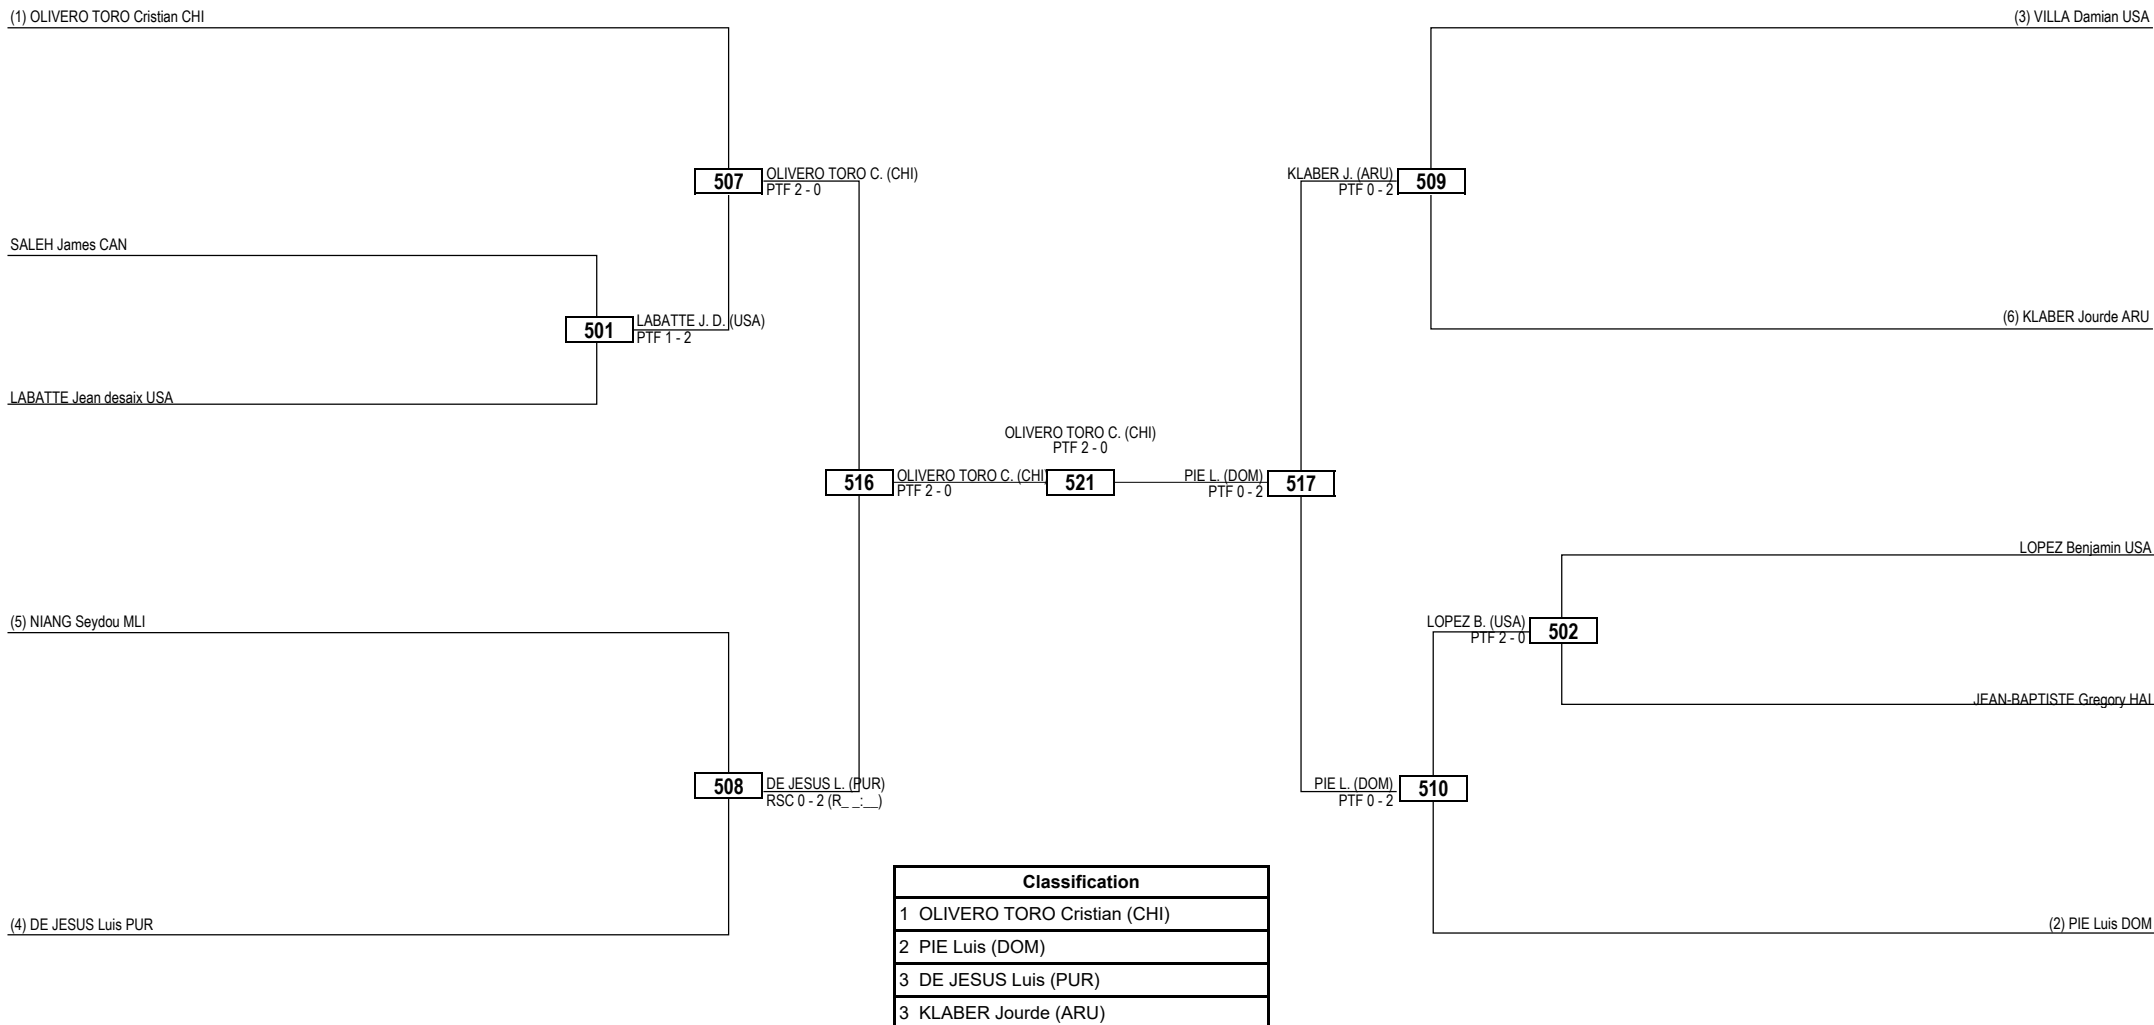 (1) OLIVERO TORO Cristian CHI
(3) VILLA Damian USA
507
OLIVERO TORO C. (CHI)
PTF 2 - 0
KLABER J. (ARU)
PTF 0 - 2
509
SALEH James CAN
501
LABATTE J. D. (USA)
PTF 1 - 2
(6) KLABER Jourde ARU
LABATTE Jean desaix USA
OLIVERO TORO C. (CHI)
PTF 2 - 0
516
OLIVERO TORO C. (CHI)
PTF 2 - 0
521
PIE L. (DOM)
PTF 0 - 2
517
LOPEZ Benjamin USA
(5) NIANG Seydou MLI
LOPEZ B. (USA)
PTF 2 - 0
502
JEAN-BAPTISTE Gregory HAI
508
DE JESUS L. (PUR)
RSC 0 - 2 (R_ _:__)
PIE L. (DOM)
PTF 0 - 2
510
(4) DE JESUS Luis PUR
(2) PIE Luis DOM
Classification
1 OLIVERO TORO Cristian (CHI)
2 PIE Luis (DOM)
3 DE JESUS Luis (PUR)
3 KLABER Jourde (ARU)